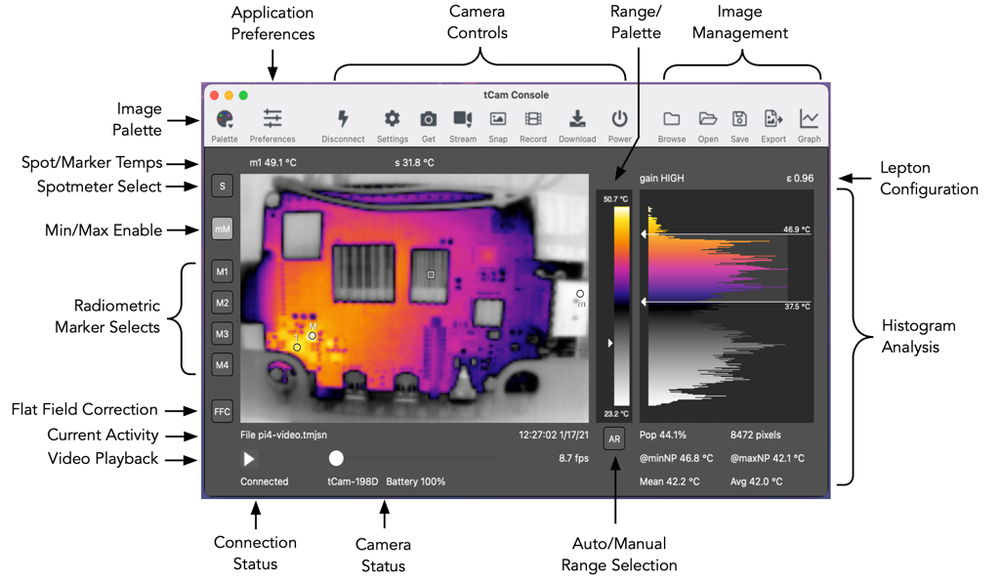 Application
Preferences
Camera
Controls
Range/
Palette
Image
Management
tCam Console
Image
Palette
Palette
Preferences
Disconnect
Settings
Get
Stream
Snap
Record
Download
Power
Browse
Open
Save
Export
Graph
Spot/Marker Temps
m1 49.1 °C
s 31.8 °C
Spotmeter Select
S
gain HIGH
ε 0.96
Lepton
Configuration
50.7 °C
Min/Max Enable
mM
46.9 °C
M1
Radiometric
Marker Selects
M2
m
37.5 °C
M3
1
M
Histogram
Analysis
M4
Flat Field Correction
FFC
23.2 °C
Current Activity
File pi4-video.tmjsn
12:27:02 1/17/21
AR
Pop 44.1%
8472 pixels
Video Playback
8.7 fps
@minNP 46.8 °C
@maxNP 42.1 °C
Connected
tCam-198D
Battery 100%
Mean 42.2 °C
Avg 42.0 °C
Connection
Status
Camera
Status
Auto/Manual
Range Selection